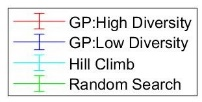 GP:High Diversity
GP:Low Diversity
Hill Climb
Random Search